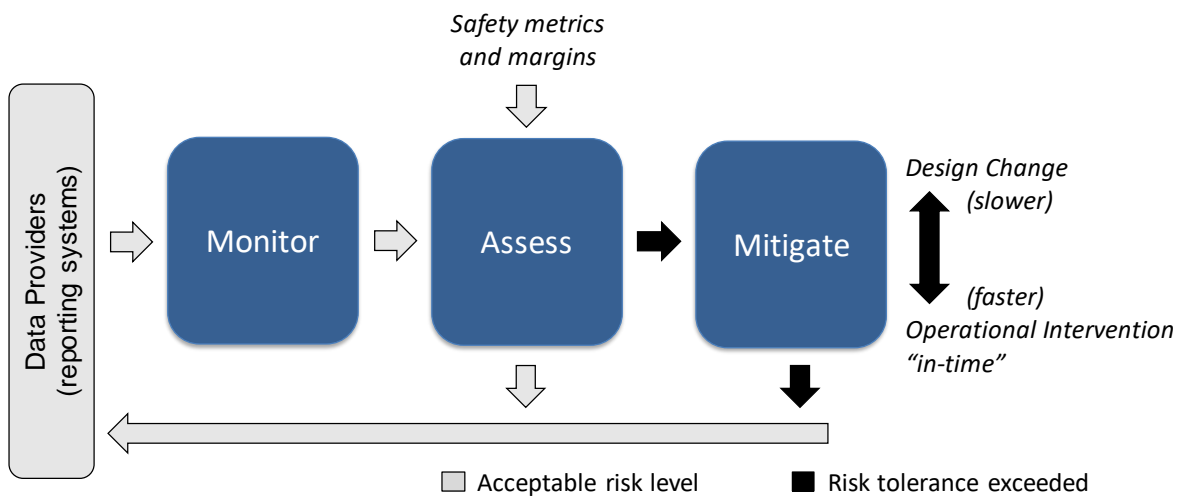 Safety metrics
and margins
Data Providers
(reporting systems)
Monitor
Assess
Mitigate
Design Change
(slower)
(faster)
Operational Intervention
“in-time”
Acceptable risk level
Risk tolerance exceeded